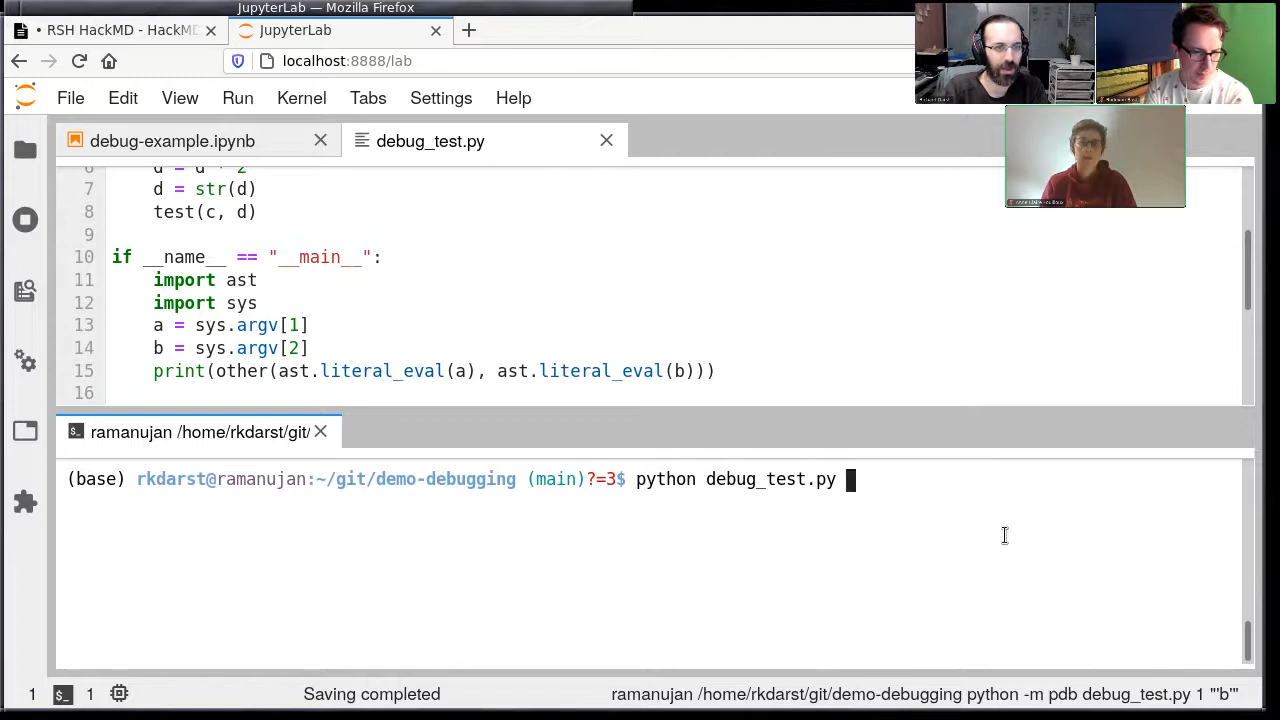 JupyterLab — Mozilla Firefox
• RSH HackMD - HackMD
JupyterLab
localhost:8888/lab
File Edit View Run Kernel Tabs Settings Help
debug-example.ipynb
debug_test.py
6 d = d * 2
7 d = str(d)
8 test(c, d)
9
10 if __name__ == "__main__":
11 import ast
12 import sys
13 a = sys.argv[1]
14 b = sys.argv[2]
15 print(other(ast.literal_eval(a), ast.literal_eval(b)))
16
ramanujan /home/rkdarst/git/
(base) rkdarst@ramanujan:~/git/demo-debugging (main)?=3$ python debug_test.py
1 1 Saving completed ramanujan /home/rkdarst/git/demo-debugging python -m pdb debug_test.py 1 "'b'"